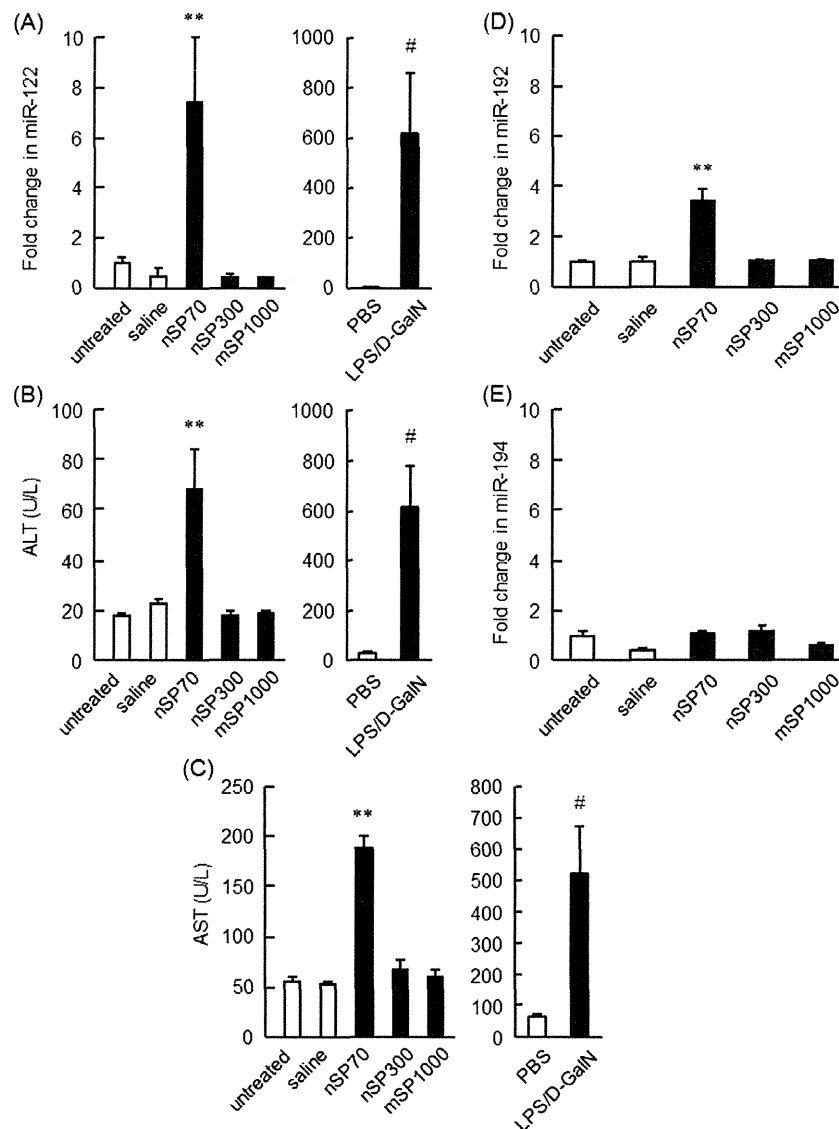 (A)
Fold change in miR-122
10
8
6
4
2
0
**
untreated
saline
nSP70
nSP300
mSP1000
1000
800
600
400
200
0
#
PBS
LPS/D-GalN
(D)
Fold change in miR-192
10
8
6
4
2
0
**
untreated
saline
nSP70
nSP300
mSP1000
(B)
ALT (U/L)
100
80
60
40
20
0
**
untreated
saline
nSP70
nSP300
mSP1000
1000
800
600
400
200
0
#
PBS
LPS/D-GalN
(E)
Fold change in miR-194
10
8
6
4
2
0
untreated
saline
nSP70
nSP300
mSP1000
(C)
AST (U/L)
250
200
150
100
50
0
**
untreated
saline
nSP70
nSP300
mSP1000
800
700
600
500
400
300
200
100
0
#
PBS
LPS/D-GalN